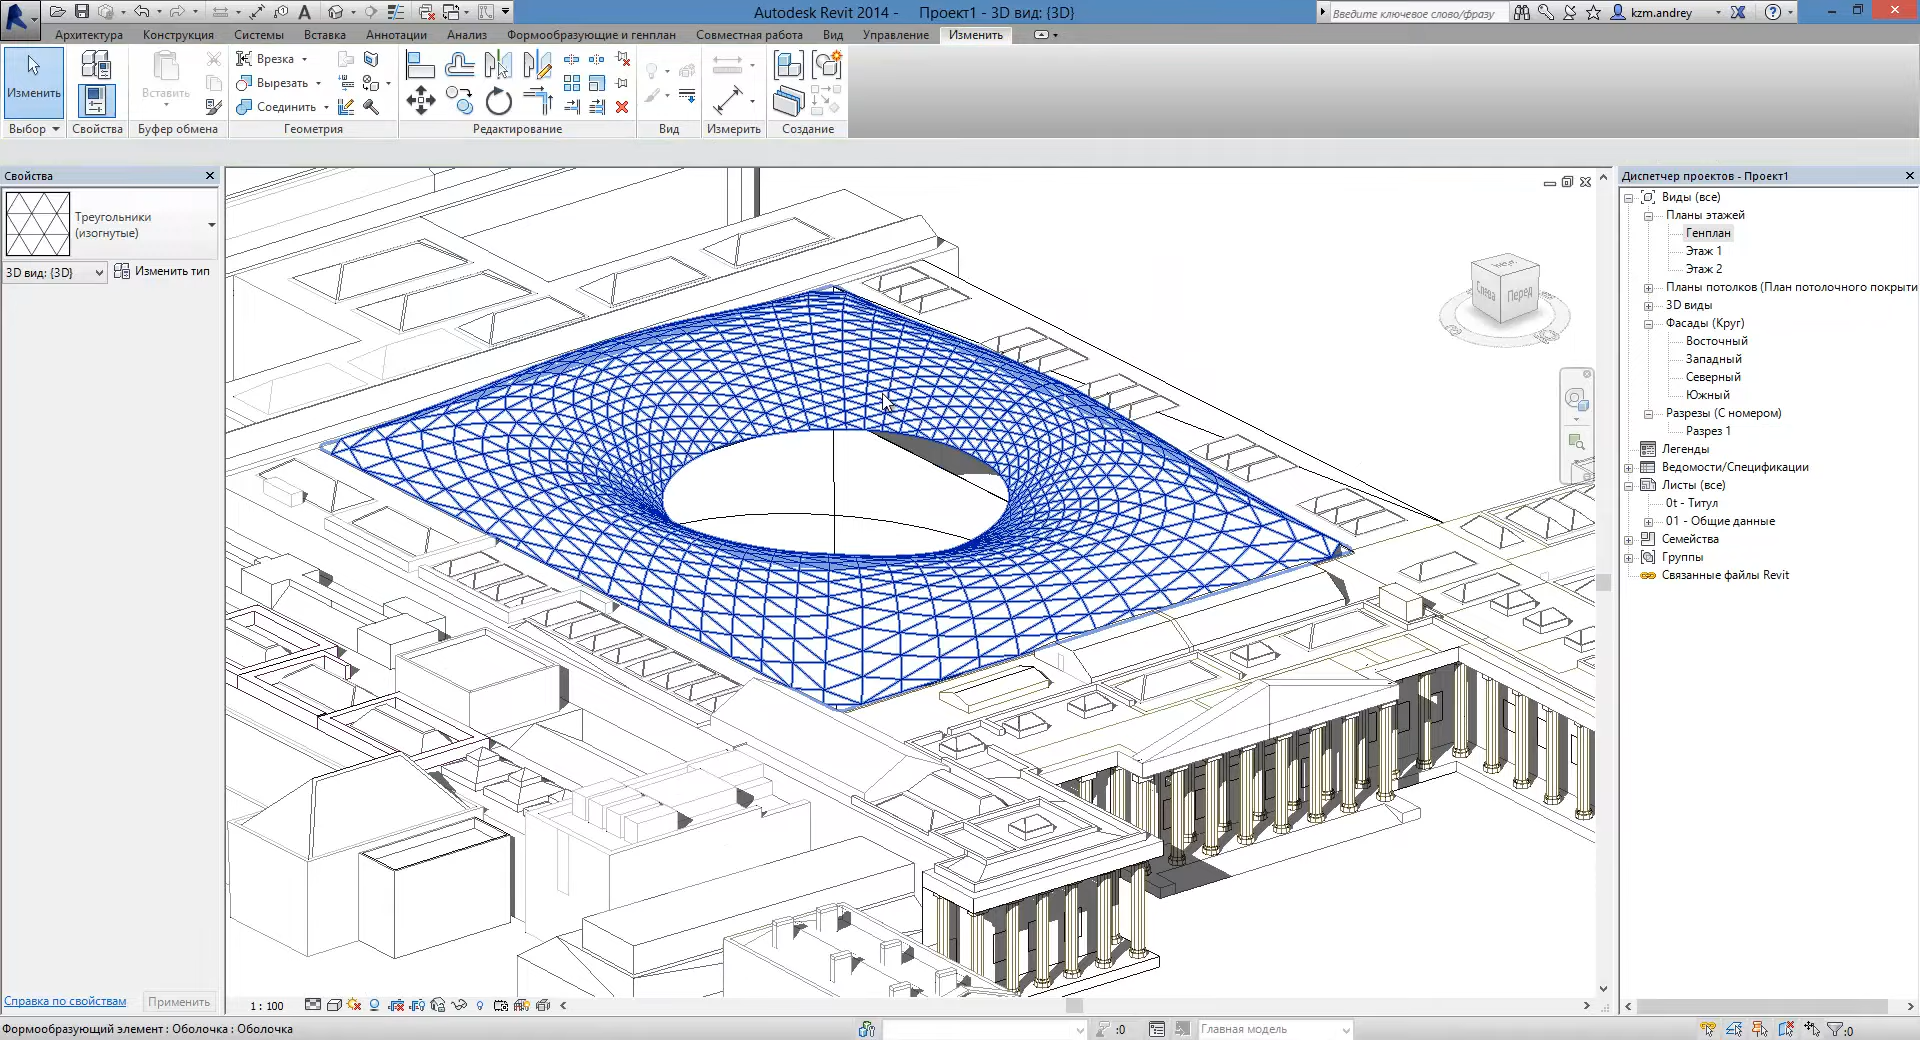 Autodesk Revit 2014 - Проект1 - 3D вид: {3D}
Введите ключевое слово/фразу
kzm.andrey
Архитектура Конструкция Системы Вставка Аннотации Анализ Формообразующие и генплан Совместная работа Вид Управление Изменить
Изменить
Вставить
Врезка
Вырезать
Соединить
Выбор Свойства Буфер обмена Геометрия Редактирование Вид Измерить Создание
Свойства
Треугольники
(изогнутые)
3D вид: {3D}
Изменить тип
Справка по свойствам
Применить
Слева
Перед
Диспетчер проектов - Проект1
Виды (все)
Планы этажей
Генплан
Этаж 1
Этаж 2
Планы потолков (План потолочного покрыти
3D виды
Фасады (Круг)
Восточный
Западный
Северный
Южный
Разрезы (С номером)
Разрез 1
Легенды
Ведомости/Спецификации
Листы (все)
0t - Титул
01 - Общие данные
Семейства
Группы
Связанные файлы Revit
1 : 100
Формообразующий элемент : Оболочка : Оболочка
:0
Главная модель
:0